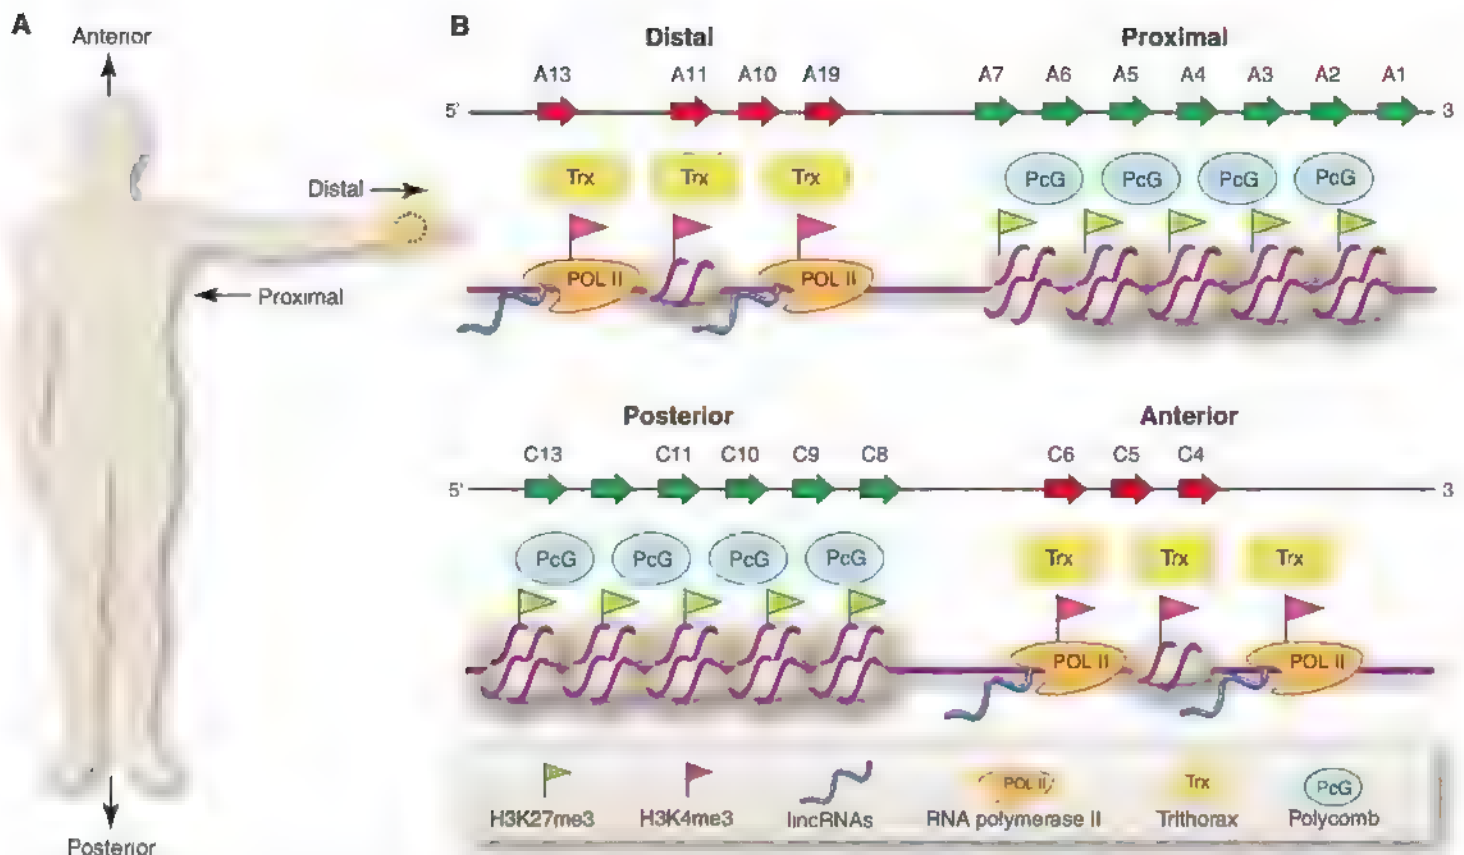 A
Anterior
Distal
Proximal
Posterior
B
Distal Proximal
A13 A11 A10 A19 A7 A6 A5 A4 A3 A2 A1
5' 3
Trx Trx Trx PcG PcG PcG PcG
POL II POL II
Posterior Anterior
C13 C11 C10 C9 C8 C6 C5 C4
5' 3
PcG PcG PcG PcG Trx Trx Trx
POL II POL II
POL II Trx PcG
H3K27me3 H3K4me3 lincRNAs RNA polymerase II Trithorax Polycomb